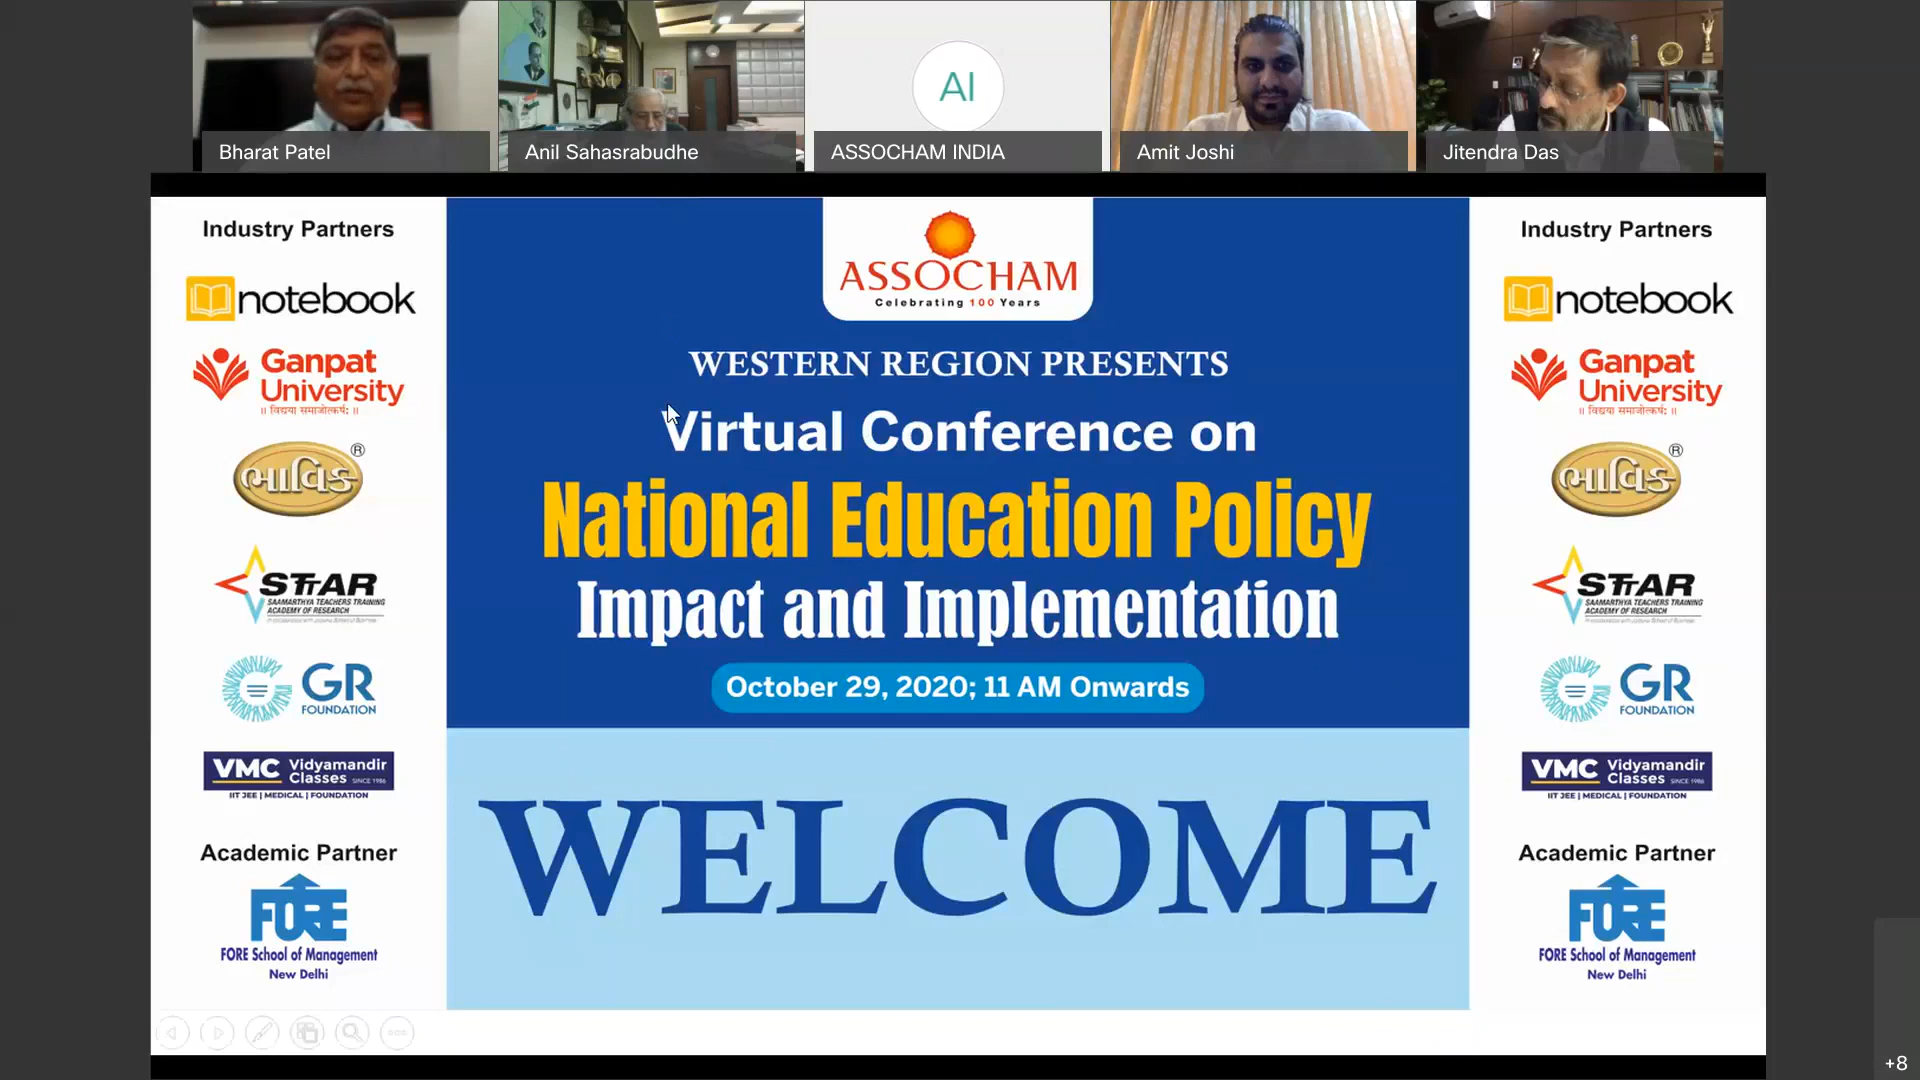 Bharat Patel
Anil Sahasrabudhe
AI
ASSOCHAM INDIA
Amit Joshi
Jitendra Das
Industry Partners
notebook
Ganpat
University
॥ विद्यया समाजोत्कर्षः ॥
ભાવિક ®
STTAR
SAAMARTHYA TEACHERS TRAINING
ACADEMY OF RESEARCH
GR
FOUNDATION
VMC Vidyamandir
Classes SINCE 1986
IIT JEE | MEDICAL | FOUNDATION
Academic Partner
FORE
FORE School of Management
New Delhi
ASSOCHAM
Celebrating 100 Years
WESTERN REGION PRESENTS
Virtual Conference on
National Education Policy
Impact and Implementation
October 29, 2020; 11 AM Onwards
WELCOME
Industry Partners
notebook
Ganpat
University
॥ विद्यया समाजोत्कर्षः ॥
ભાવિક ®
STTAR
SAAMARTHYA TEACHERS TRAINING
ACADEMY OF RESEARCH
GR
FOUNDATION
VMC Vidyamandir
Classes SINCE 1986
IIT JEE | MEDICAL | FOUNDATION
Academic Partner
FORE
FORE School of Management
New Delhi
+8